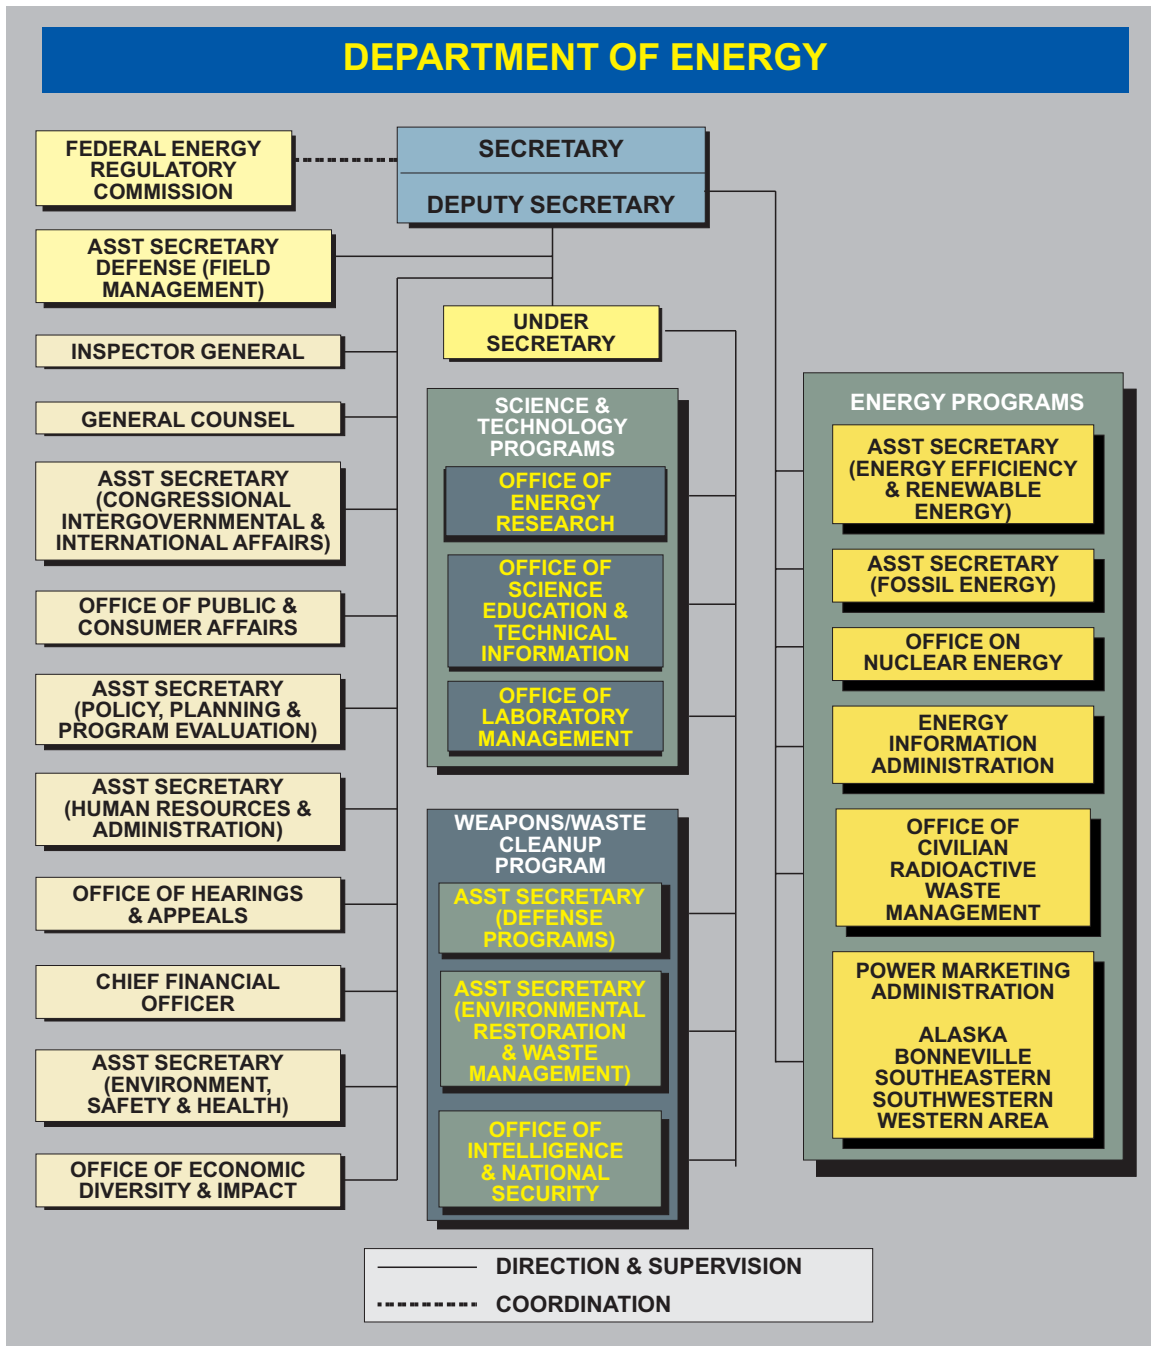 DEPARTMENT OF ENERGY
FEDERAL ENERGY
REGULATORY
COMMISSION
SECRETARY
DEPUTY SECRETARY
ASST SECRETARY
DEFENSE (FIELD
MANAGEMENT)
INSPECTOR GENERAL
GENERAL COUNSEL
ASST SECRETARY
(CONGRESSIONAL
INTERGOVERNMENTAL &
INTERNATIONAL AFFAIRS)
OFFICE OF PUBLIC &
CONSUMER AFFAIRS
ASST SECRETARY
(POLICY, PLANNING &
PROGRAM EVALUATION)
ASST SECRETARY
(HUMAN RESOURCES &
ADMINISTRATION)
OFFICE OF HEARINGS
& APPEALS
CHIEF FINANCIAL
OFFICER
ASST SECRETARY
(ENVIRONMENT,
SAFETY & HEALTH)
OFFICE OF ECONOMIC
DIVERSITY & IMPACT
UNDER
SECRETARY
SCIENCE &
TECHNOLOGY
PROGRAMS
OFFICE OF
ENERGY
RESEARCH
OFFICE OF
SCIENCE
EDUCATION &
TECHNICAL
INFORMATION
OFFICE OF
LABORATORY
MANAGEMENT
WEAPONS/WASTE
CLEANUP
PROGRAM
ASST SECRETARY
(DEFENSE
PROGRAMS)
ASST SECRETARY
(ENVIRONMENTAL
RESTORATION
& WASTE
MANAGEMENT)
OFFICE OF
INTELLIGENCE
& NATIONAL
SECURITY
ENERGY PROGRAMS
ASST SECRETARY
(ENERGY EFFICIENCY
& RENEWABLE
ENERGY)
ASST SECRETARY
(FOSSIL ENERGY)
OFFICE ON
NUCLEAR ENERGY
ENERGY
INFORMATION
ADMINISTRATION
OFFICE OF
CIVILIAN
RADIOACTIVE
WASTE
MANAGEMENT
POWER MARKETING
ADMINISTRATION
ALASKA
BONNEVILLE
SOUTHEASTERN
SOUTHWESTERN
WESTERN AREA
DIRECTION & SUPERVISION
COORDINATION